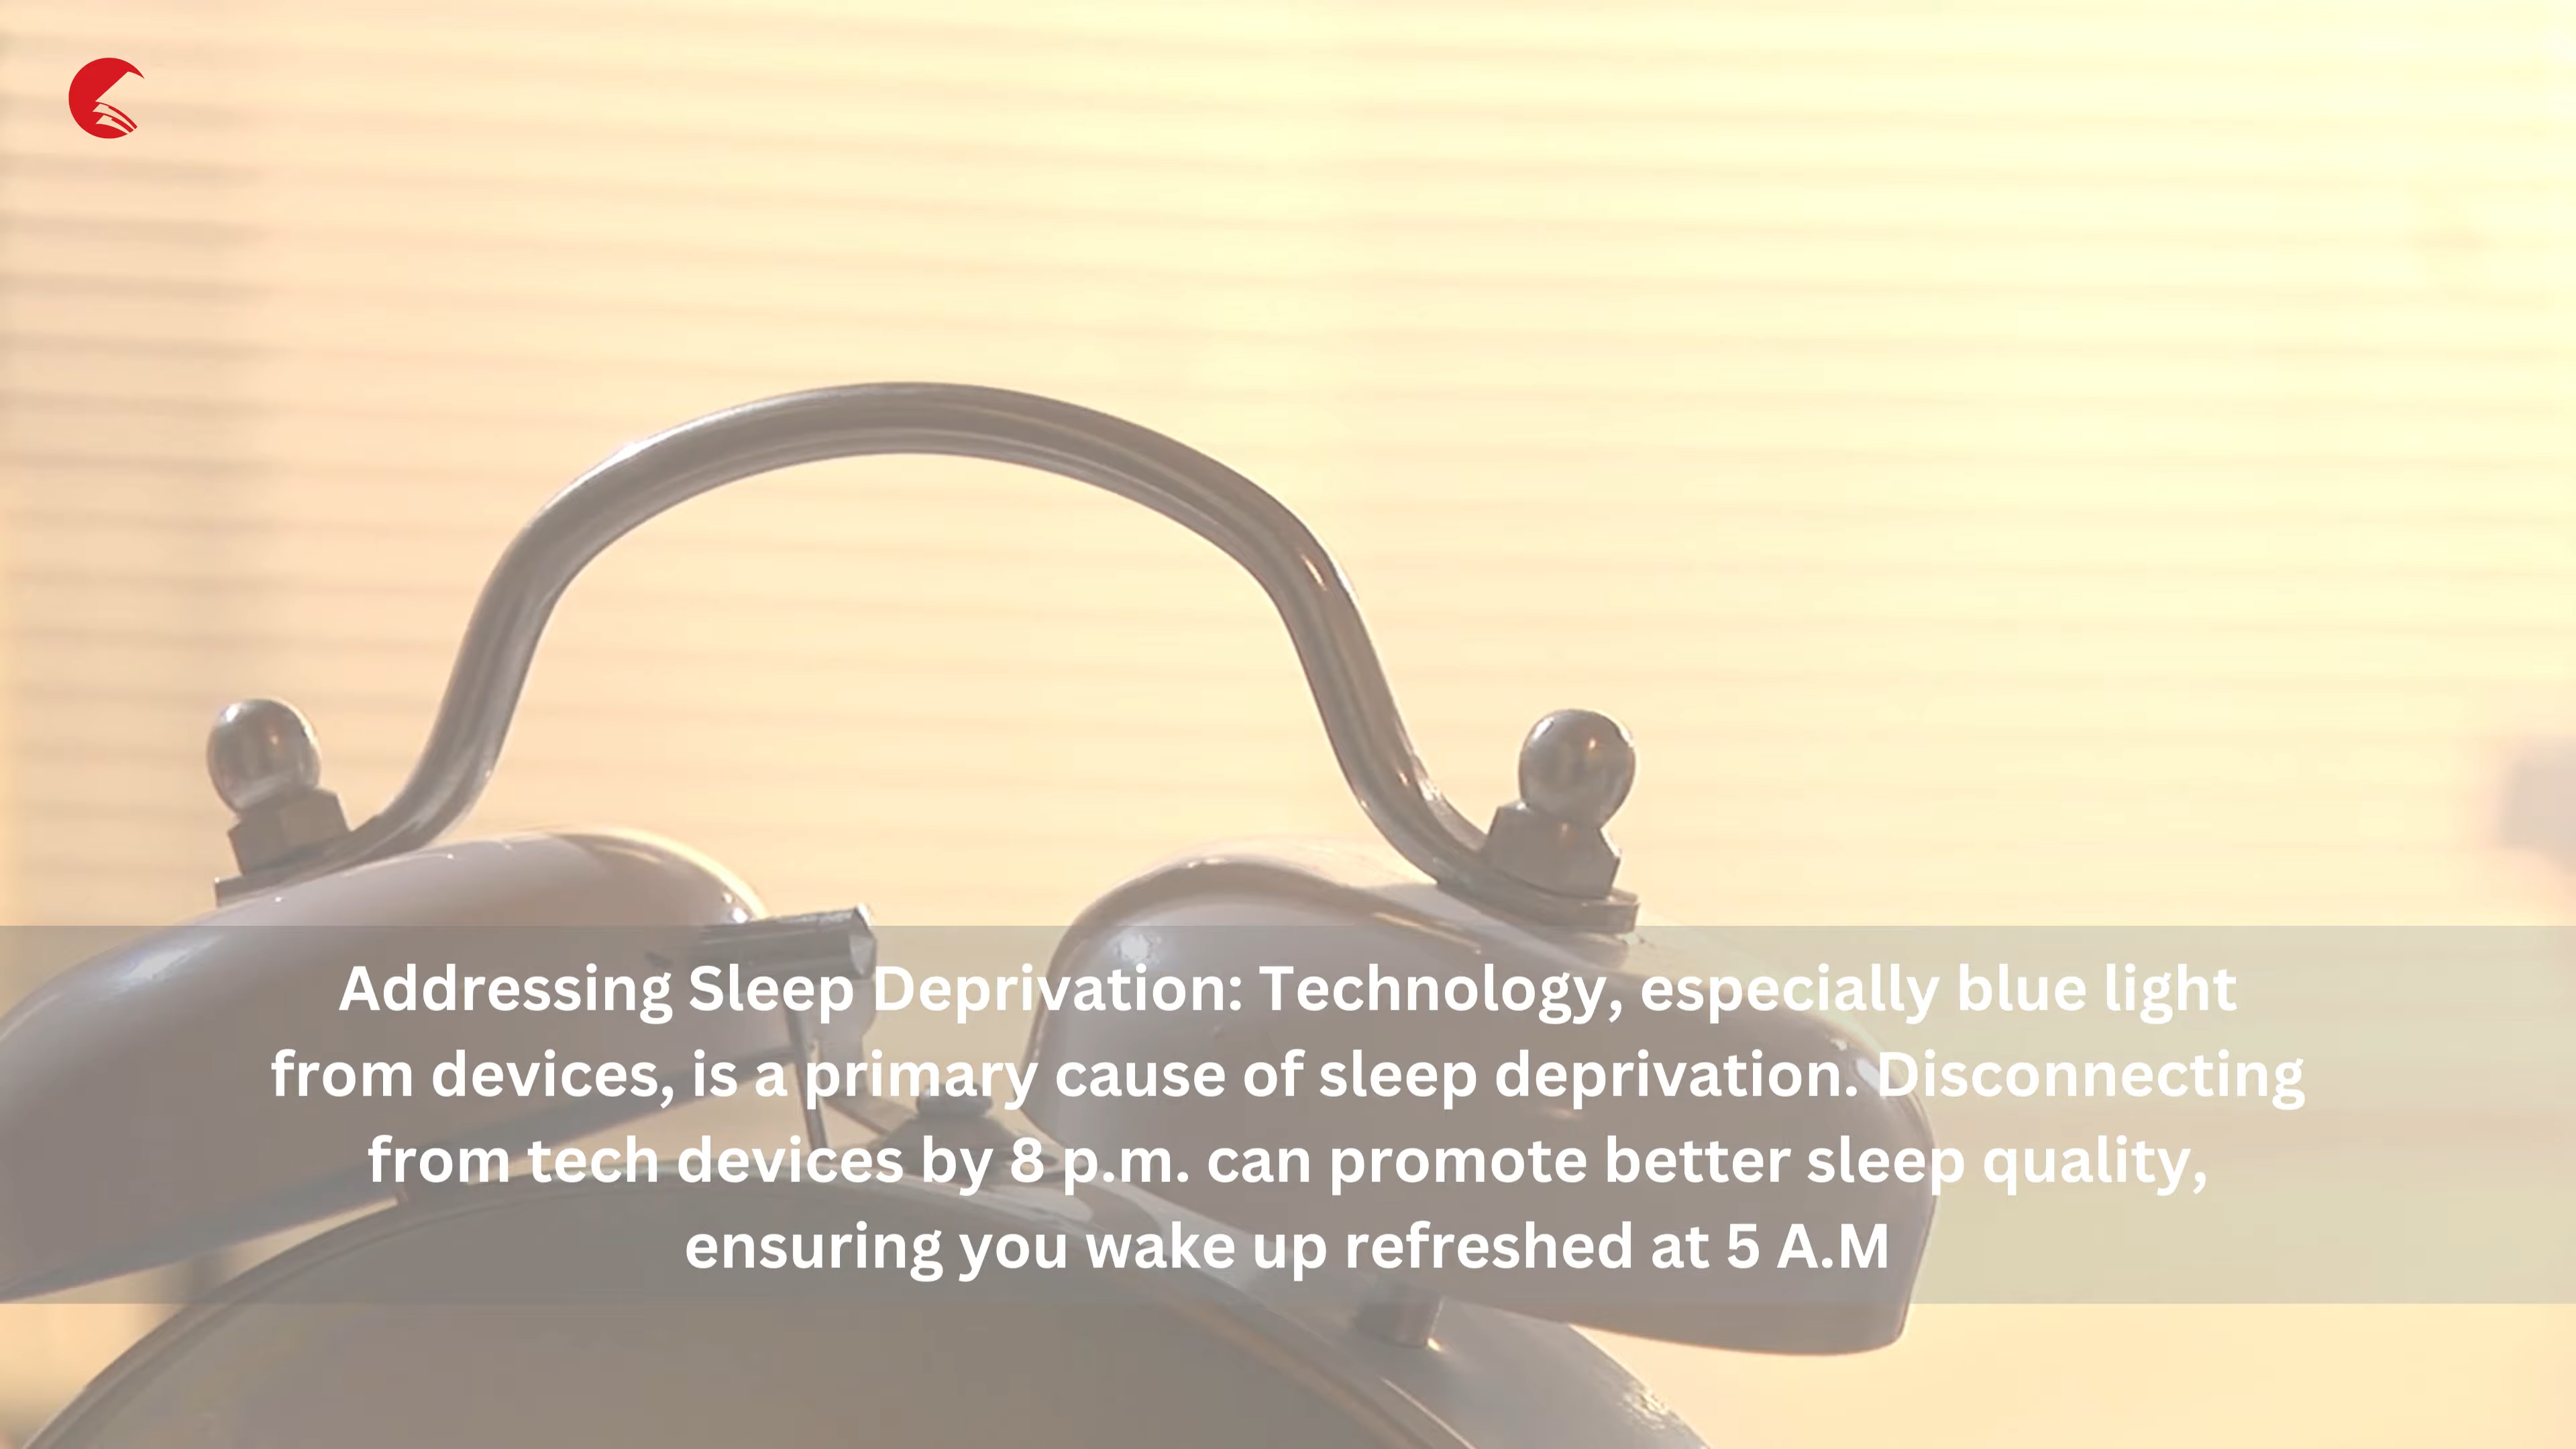 Addressing Sleep Deprivation: Technology, especially blue light
from devices, is a primary cause of sleep deprivation. Disconnecting
from tech devices by 8 p.m. can promote better sleep quality,
ensuring you wake up refreshed at 5 A.M